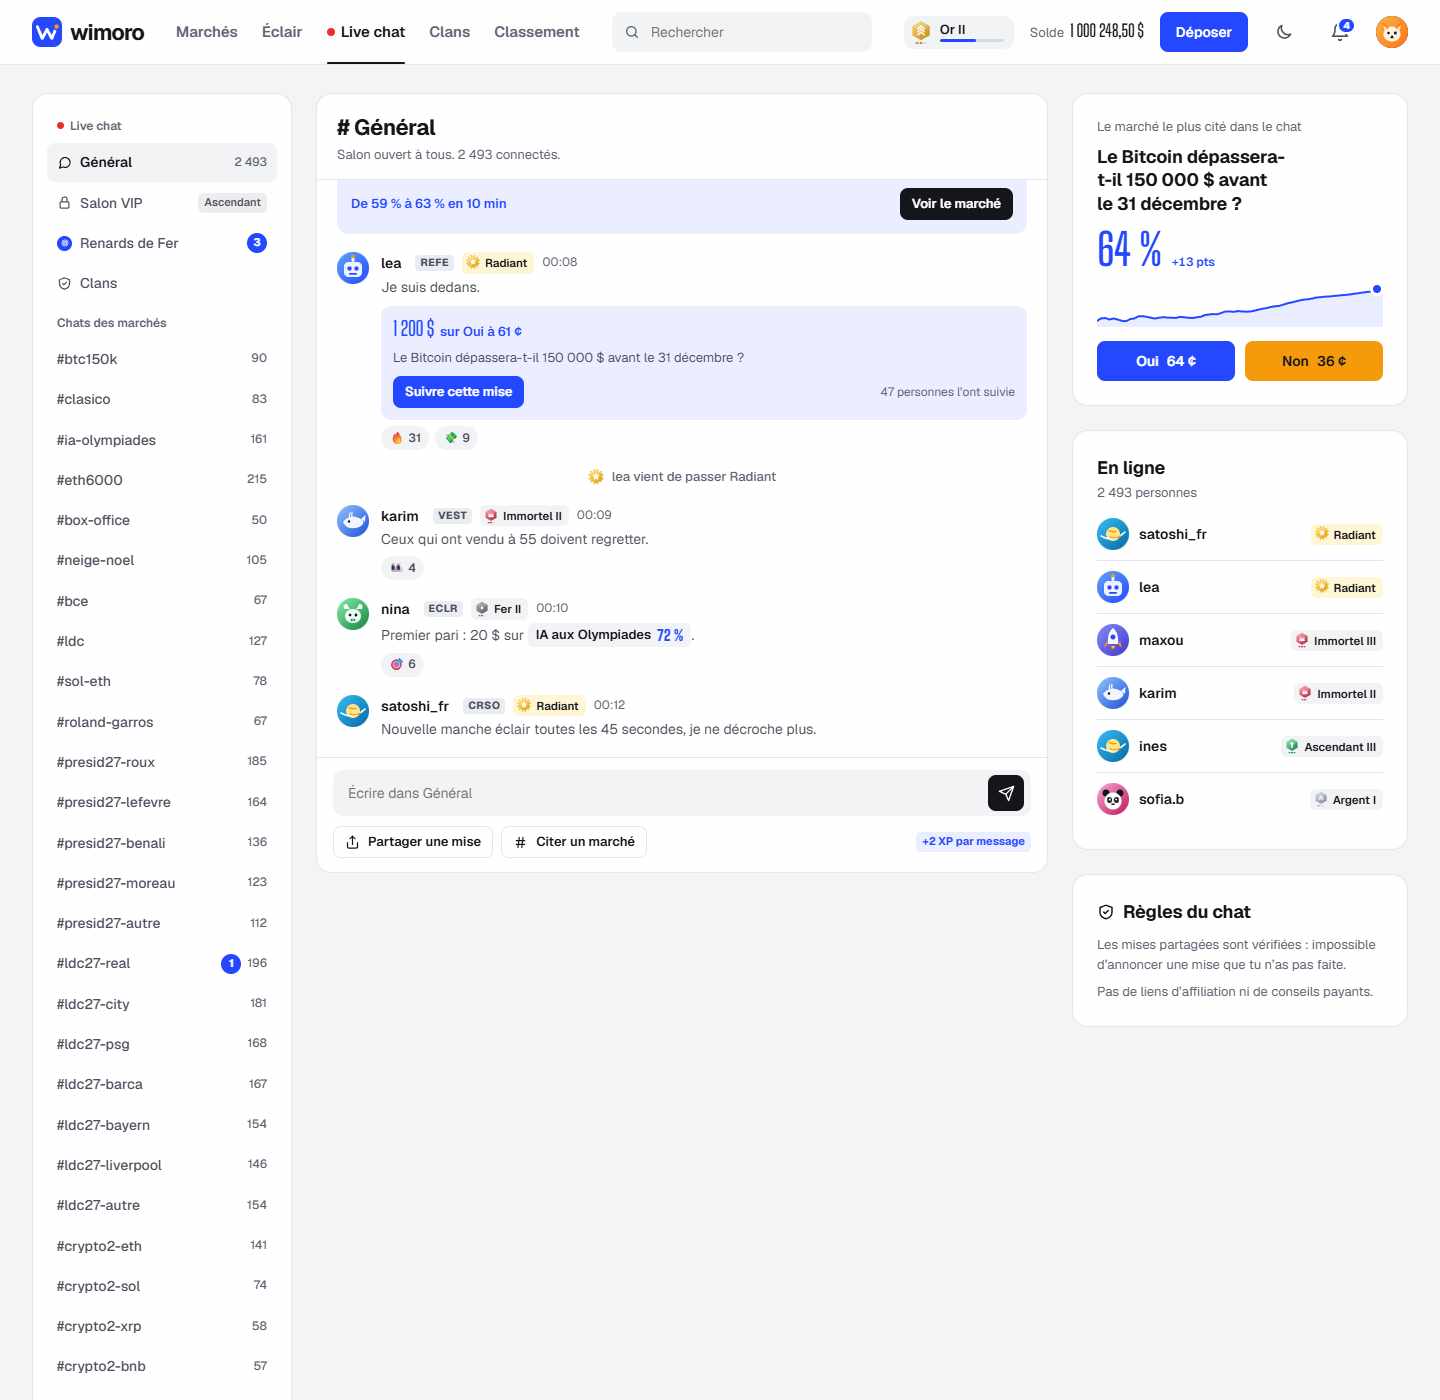 wimoro
Marchés
Éclair
Live chat
Clans
Classement
Rechercher
Or II
Solde 1 000 248,50 $
Déposer
4
Live chat
Général 2 493
Salon VIP Ascendant
Renards de Fer 3
Clans
Chats des marchés
#btc150k 90
#clasico 83
#ia-olympiades 161
#eth6000 215
#box-office 50
#neige-noel 105
#bce 67
#ldc 127
#sol-eth 78
#roland-garros 67
#presid27-roux 185
#presid27-lefevre 164
#presid27-benali 136
#presid27-moreau 123
#presid27-autre 112
#ldc27-real 1 196
#ldc27-city 181
#ldc27-psg 168
#ldc27-barca 167
#ldc27-bayern 154
#ldc27-liverpool 146
#ldc27-autre 154
#crypto2-eth 141
#crypto2-sol 74
#crypto2-xrp 58
#crypto2-bnb 57
# Général
Salon ouvert à tous. 2 493 connectés.
De 59 % à 63 % en 10 min
Voir le marché
lea REFE Radiant 00:08
Je suis dedans.
1 200 $ sur Oui à 61 ¢
Le Bitcoin dépassera-t-il 150 000 $ avant le 31 décembre ?
Suivre cette mise
47 personnes l'ont suivie
31 9
lea vient de passer Radiant
karim VEST Immortel II 00:09
Ceux qui ont vendu à 55 doivent regretter.
4
nina ECLR Fer II 00:10
Premier pari : 20 $ sur IA aux Olympiades 72 % .
6
satoshi_fr CRSO Radiant 00:12
Nouvelle manche éclair toutes les 45 secondes, je ne décroche plus.
Écrire dans Général
Partager une mise
# Citer un marché
+2 XP par message
Le marché le plus cité dans le chat
Le Bitcoin dépassera-
t-il 150 000 $ avant
le 31 décembre ?
64 % +13 pts
Oui 64 ¢
Non 36 ¢
En ligne
2 493 personnes
satoshi_fr Radiant
lea Radiant
maxou Immortel III
karim Immortel II
ines Ascendant III
sofia.b Argent I
Règles du chat
Les mises partagées sont vérifiées : impossible
d'annoncer une mise que tu n'as pas faite.
Pas de liens d'affiliation ni de conseils payants.